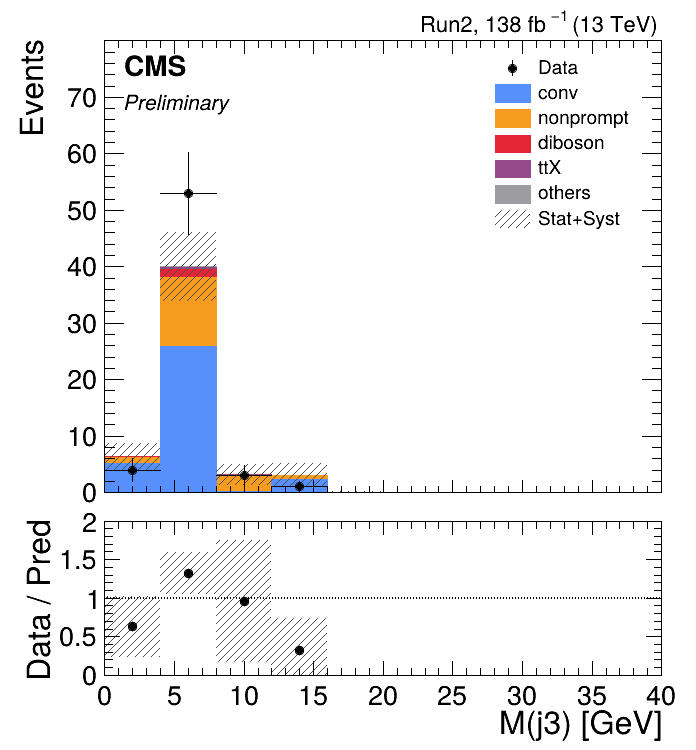 Run2, 138 fb⁻¹ (13 TeV)
CMS
Preliminary
Events
70
60
50
40
30
20
10
0
Data
conv
nonprompt
diboson
ttX
others
Stat+Syst
Data / Pred
2
1.5
1
0.5
0
0 5 10 15 20 25 30 35 40
M(j3) [GeV]